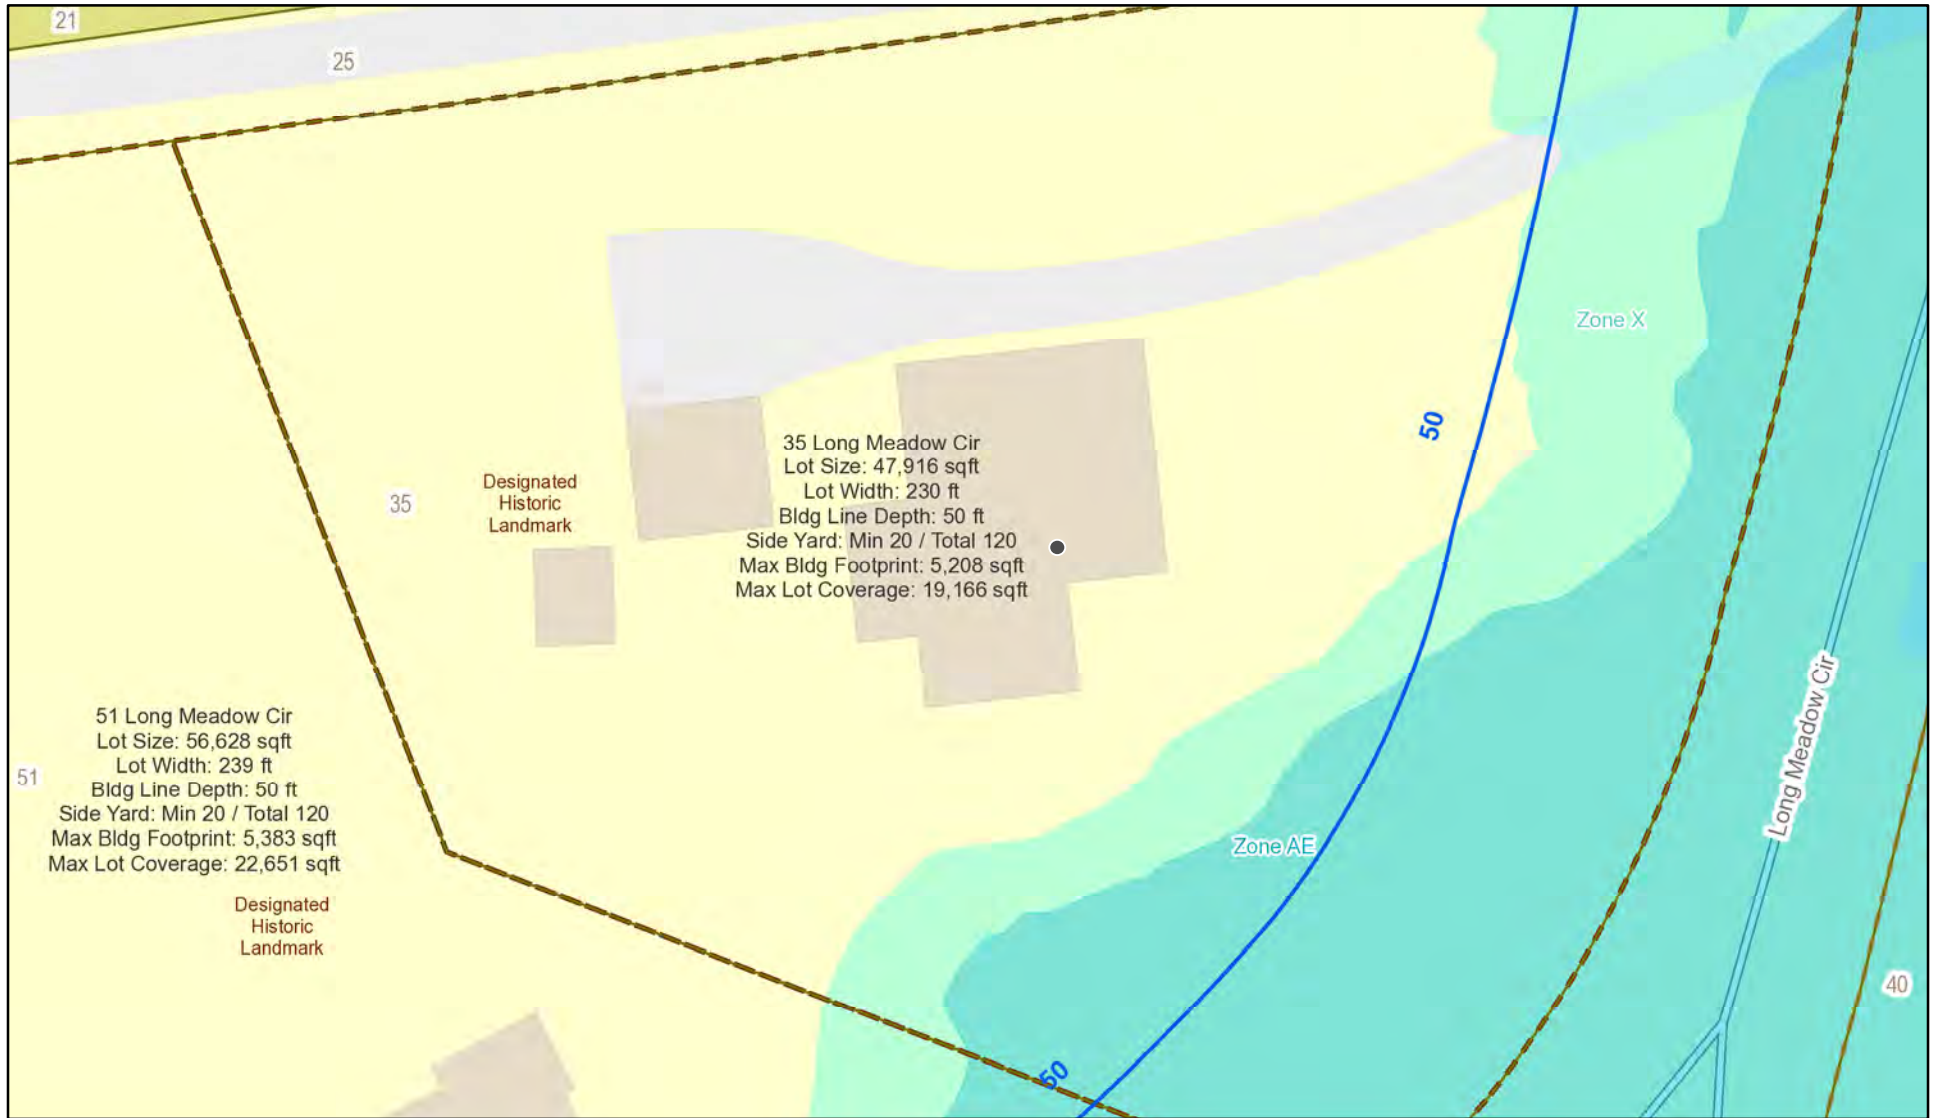 21
25
50
Zone X
35 Long Meadow Cir
Lot Size: 47,916 sqft
Lot Width: 230 ft
Bldg Line Depth: 50 ft
Side Yard: Min 20 / Total 120
Max Bldg Footprint: 5,208 sqft
Max Lot Coverage: 19,166 sqft
35
Designated
Historic
Landmark
51 Long Meadow Cir
Lot Size: 56,628 sqft
Lot Width: 239 ft
Bldg Line Depth: 50 ft
Side Yard: Min 20 / Total 120
Max Bldg Footprint: 5,383 sqft
Max Lot Coverage: 22,651 sqft
51
Designated
Historic
Landmark
Long Meadow Cir
Zone AE
40
50